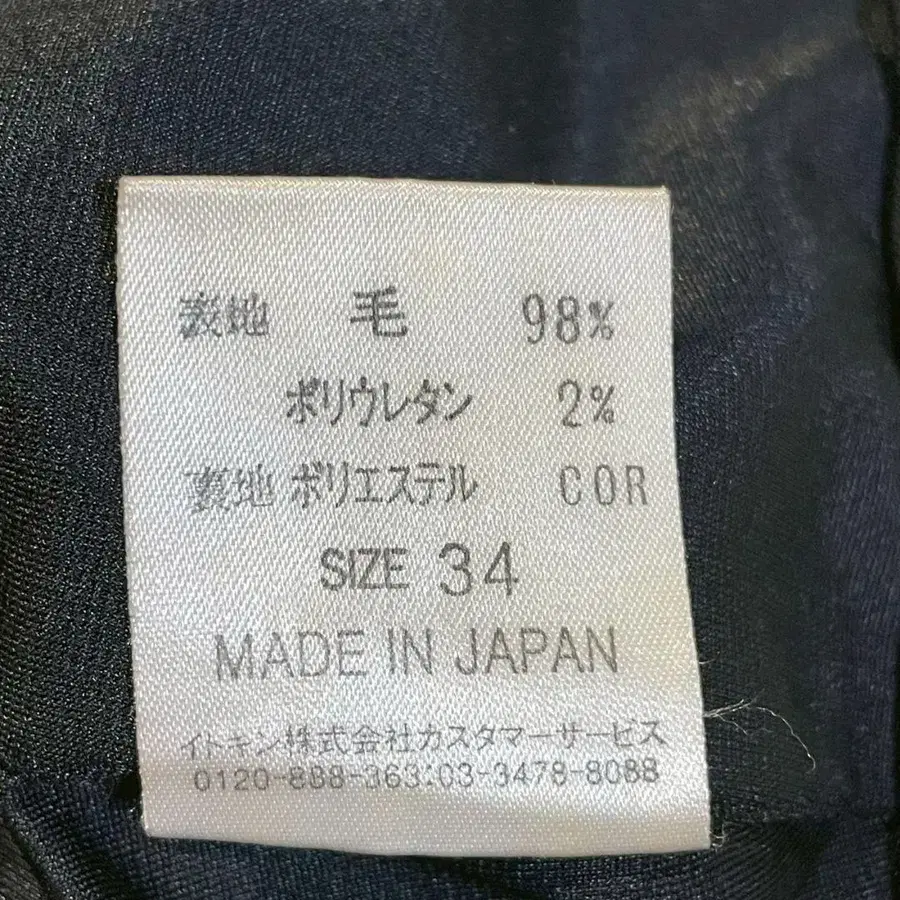 表地 毛 98%
ポリウレタン 2%
裏地 ポリエステル COR
SIZE 34
MADE IN JAPAN
イトキン株式会社カスタマーサービス
0120-888-363:03-3478-8088